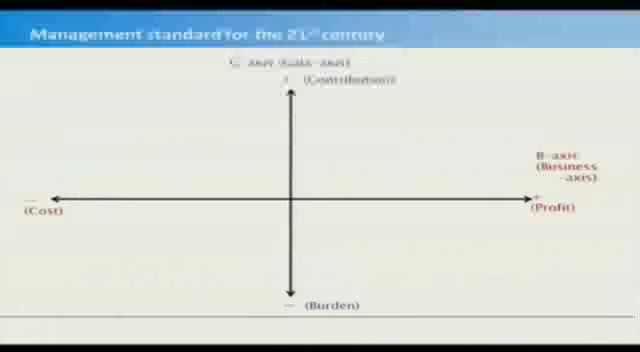 Management standard for the 21st century
G-axis (Gaia-axis)
+ (Contribution)
B-axis
(Business
-axis)
— +
(Cost) (Profit)
— (Burden)